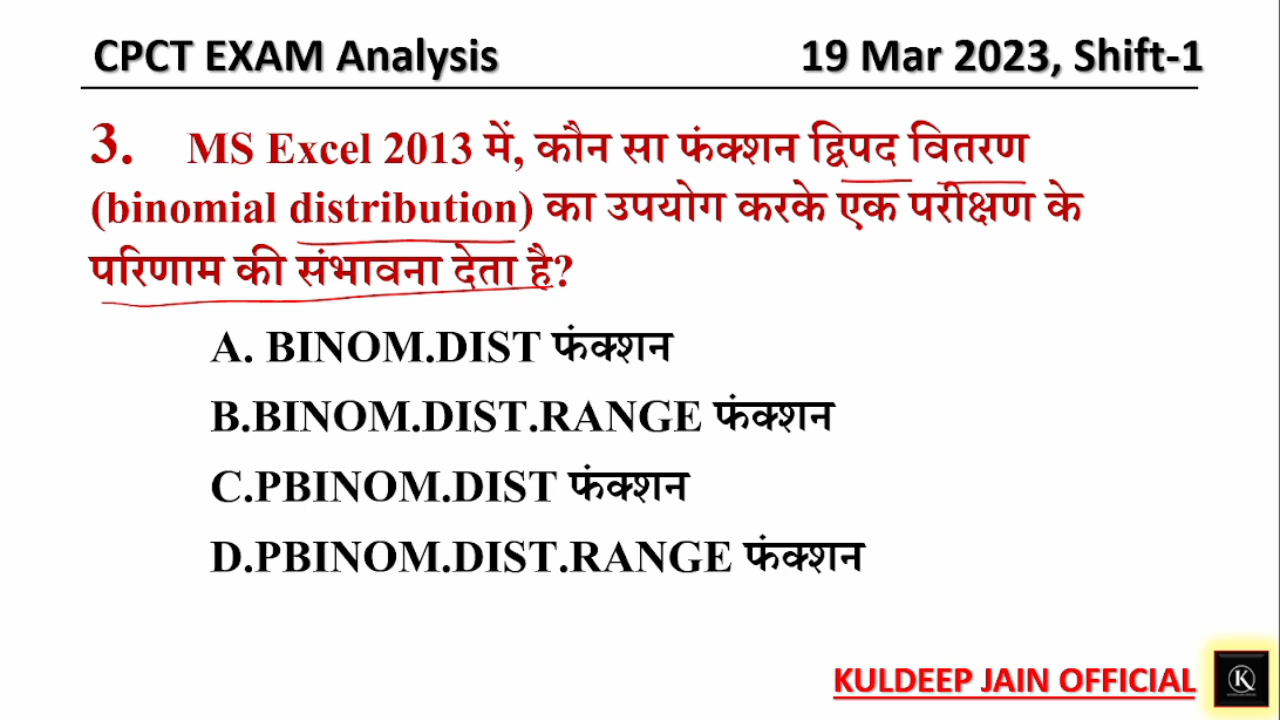 CPCT EXAM Analysis 19 Mar 2023, Shift-1
3. MS Excel 2013 में, कौन सा फंक्शन द्विपद वितरण
(binomial distribution) का उपयोग करके एक परीक्षण के
परिणाम की संभावना देता है?
A. BINOM.DIST फंक्शन
B.BINOM.DIST.RANGE फंक्शन
C.PBINOM.DIST फंक्शन
D.PBINOM.DIST.RANGE फंक्शन
KULDEEP JAIN OFFICIAL
K